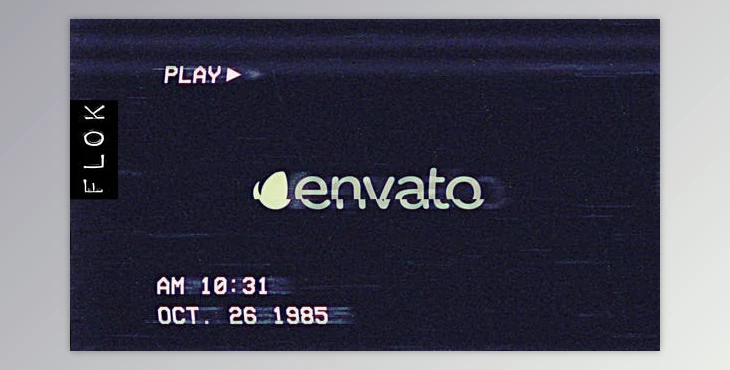 PLAY►
FLOK
envato
AM 10:31
OCT. 26 1985